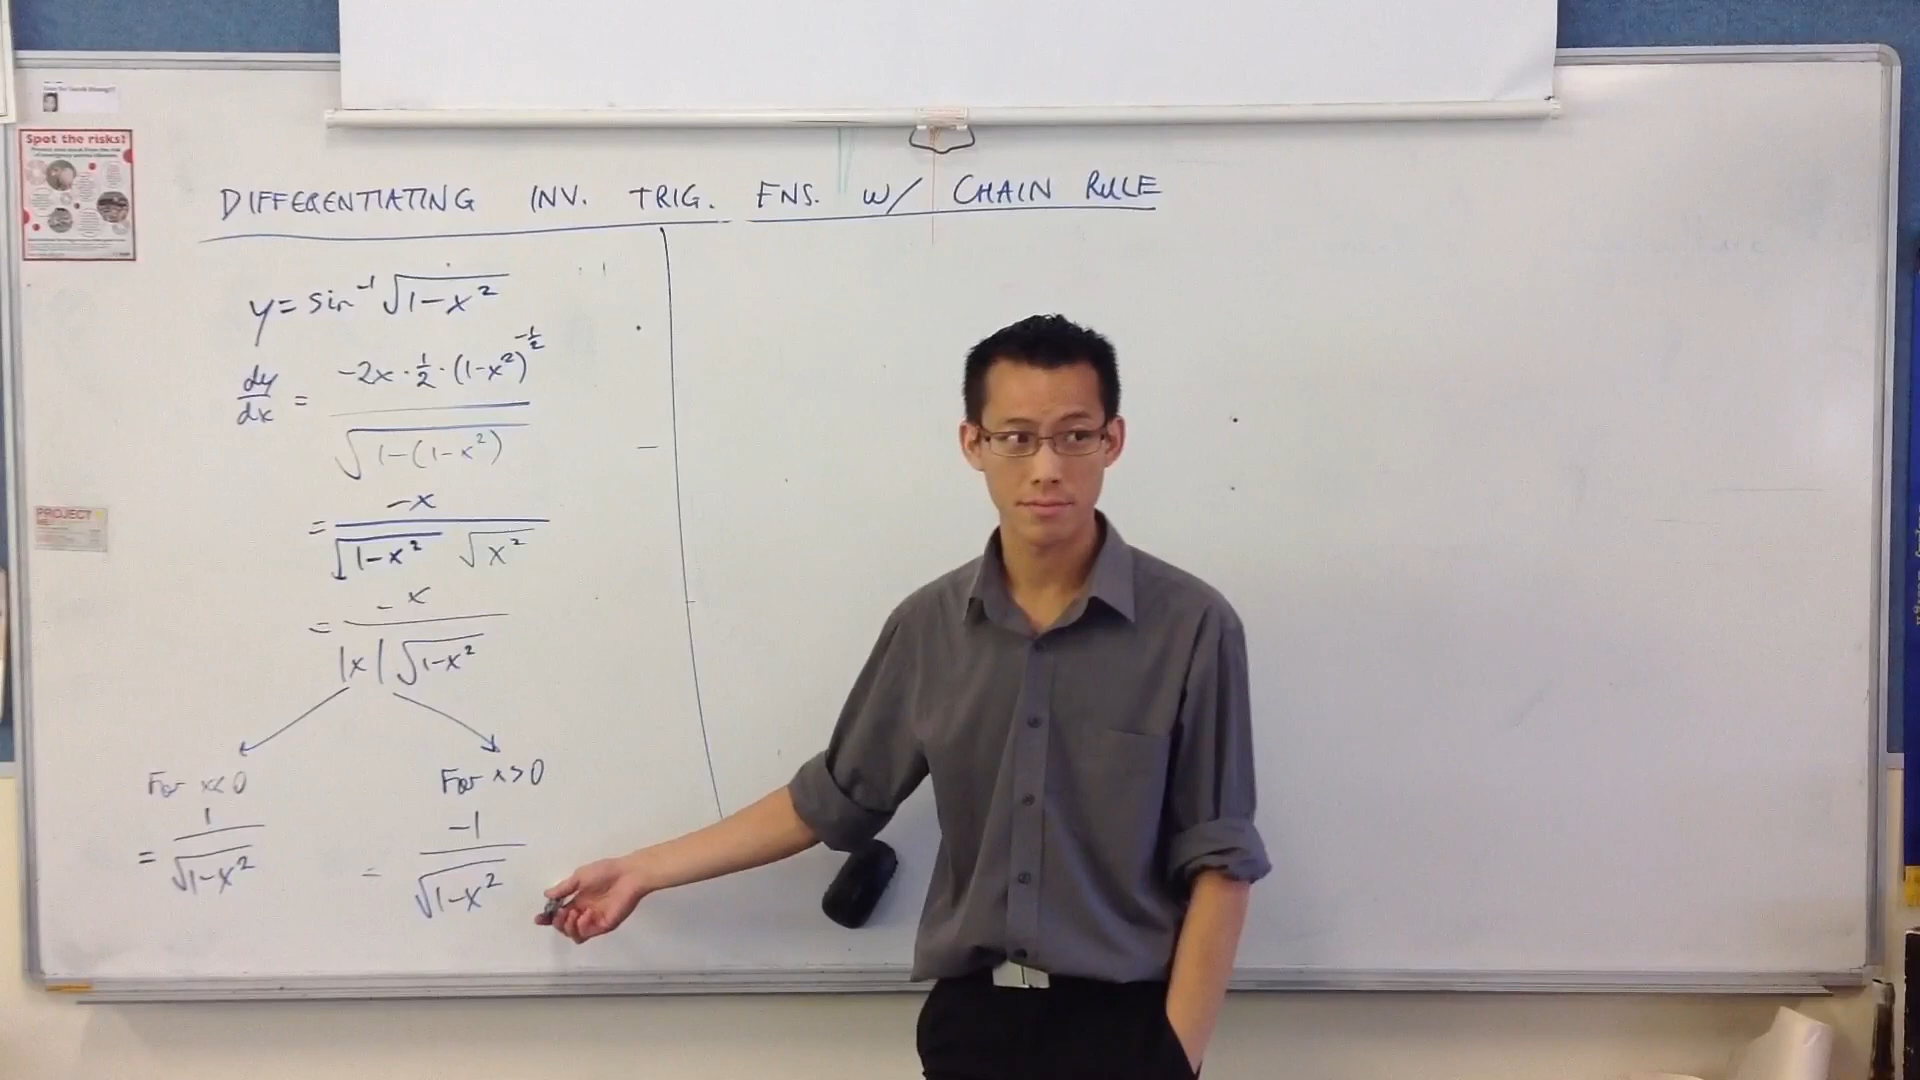 Spot the risks!
PROJECT
DIFFERENTIATING INV. TRIG. FNS. W/ CHAIN RULE
y = sin⁻¹ √(1-x²)
dy/dx = (-2x · 1/2 · (1-x²)^(-1/2)) / √(1-(1-x²))
= -x / (√(1-x²) √(x²))
= -x / (|x| √(1-x²))
For x<0
= 1 / √(1-x²)
For x>0
= -1 / √(1-x²)